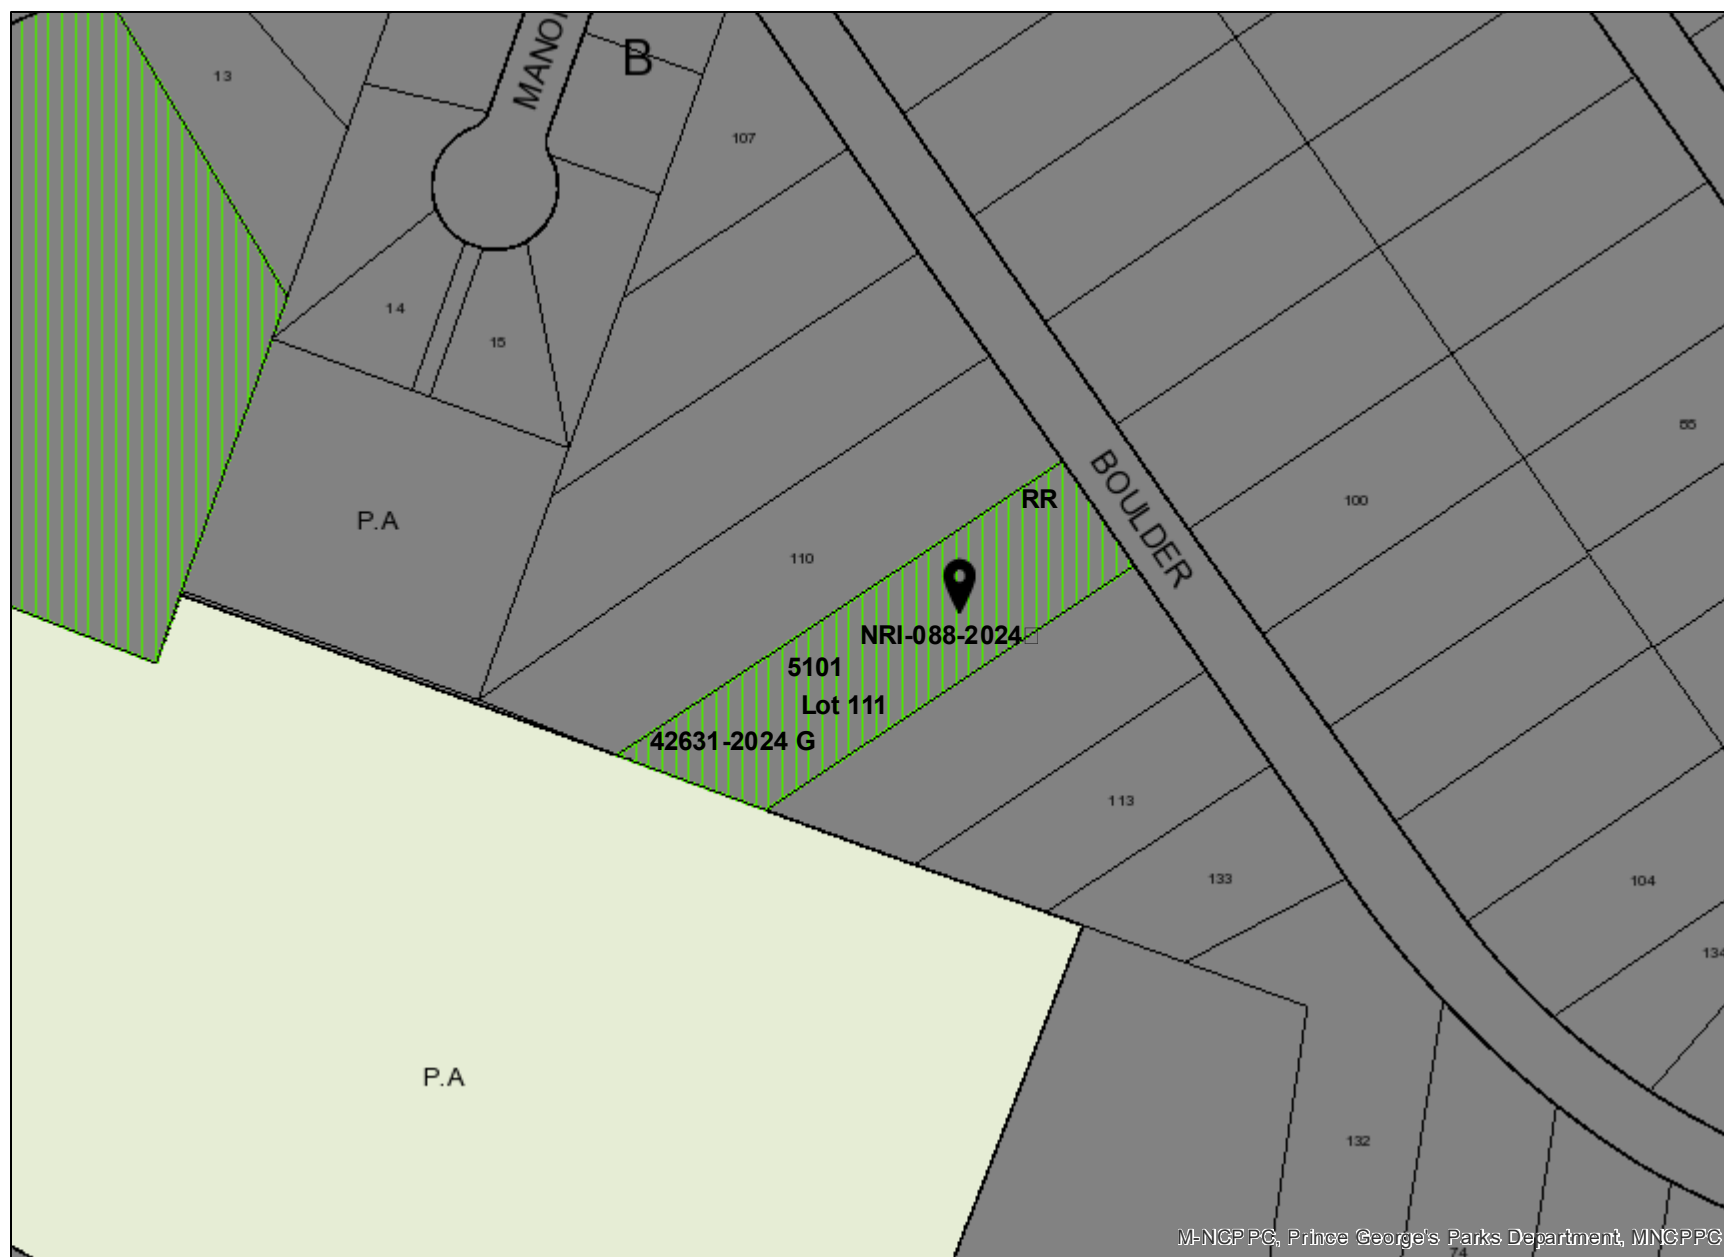 MANO
B
13
107
14
15
85
BOULDER
RR
100
P.A
110
NRI-088-2024
5101
Lot 111
42631-2024 G
113
133
104
134
P.A
132
M-NCPPC, Prince George's Parks Department, MNCPPC
74